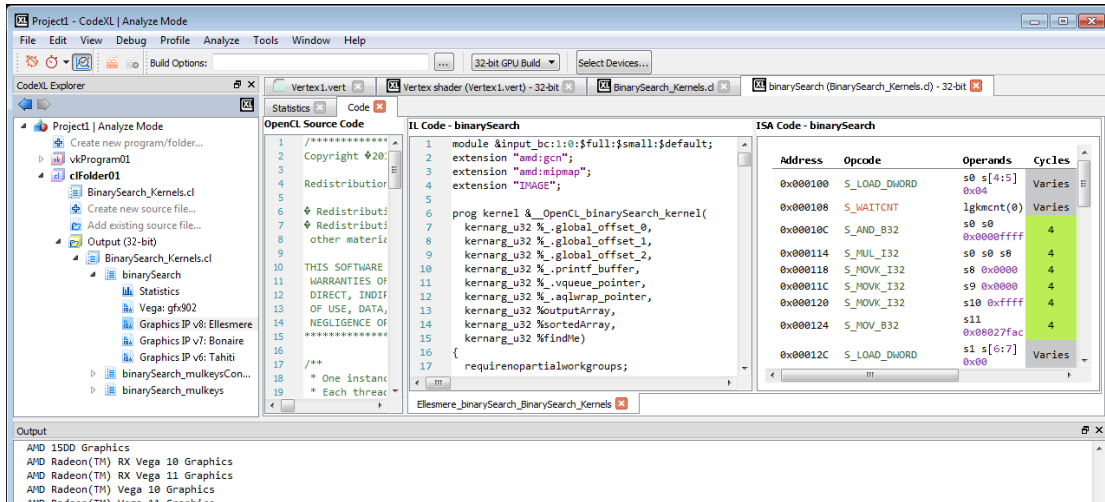 Project1 - CodeXL | Analyze Mode
File Edit View Debug Profile Analyze Tools Window Help
Build Options: ... 32-bit GPU Build Select Devices...
CodeXL Explorer
Project1 | Analyze Mode
Create new program/folder...
vkProgram01
clFolder01
BinarySearch_Kernels.cl
Create new source file...
Add existing source file...
Output (32-bit)
BinarySearch_Kernels.cl
binarySearch
Statistics
Vega: gfx902
Graphics IP v8: Ellesmere
Graphics IP v7: Bonaire
Graphics IP v6: Tahiti
binarySearch_mulkeysCon...
binarySearch_mulkeys
Vertex1.vert Vertex shader (Vertex1.vert) - 32-bit BinarySearch_Kernels.cl binarySearch (BinarySearch_Kernels.cl) - 32-bit
Statistics Code
OpenCL Source Code
1 /*************
2 Copyright �20
3
4 Redistribution
5
6 � Redistributi
7 � Redistributi
8 other materia
9
10 THIS SOFTWARE
11 WARRANTIES OF
12 DIRECT, INDIR
13 OF USE, DATA,
14 NEGLIGENCE OR
15 *************
16
17 /**
18 * One instanc
19 * Each thread
IL Code - binarySearch
1 module &input_bc:1:0:$full:$small:$default;
2 extension "amd:gcn";
3 extension "amd:mipmap";
4 extension "IMAGE";
5
6 prog kernel &__OpenCL_binarySearch_kernel(
7 kernarg_u32 %_.global_offset_0,
8 kernarg_u32 %_.global_offset_1,
9 kernarg_u32 %_.global_offset_2,
10 kernarg_u32 %_.printf_buffer,
11 kernarg_u32 %_.vqueue_pointer,
12 kernarg_u32 %_.aqlwrap_pointer,
13 kernarg_u32 %outputArray,
14 kernarg_u32 %sortedArray,
15 kernarg_u32 %findMe)
16 {
17 requirenopartialworkgroups;
Ellesmere_binarySearch_BinarySearch_Kernels
ISA Code - binarySearch
Address Opcode Operands Cycles
0x000100 S_LOAD_DWORD s0 s[4:5] 0x04 Varies
0x000108 S_WAITCNT lgkmcnt(0) Varies
0x00010C S_AND_B32 s0 s0 0x0000ffff 4
0x000114 S_MUL_I32 s0 s0 s8 4
0x000118 S_MOVK_I32 s8 0x0000 4
0x00011C S_MOVK_I32 s9 0x0000 4
0x000120 S_MOVK_I32 s10 0xffff 4
0x000124 S_MOV_B32 s11 0x08027fac 4
0x00012C S_LOAD_DWORD s1 s[6:7] 0x00 Varies
Output
AMD 15DD Graphics
AMD Radeon(TM) RX Vega 10 Graphics
AMD Radeon(TM) RX Vega 11 Graphics
AMD Radeon(TM) Vega 10 Graphics
AMD Radeon(TM) Vega 11 Graphics